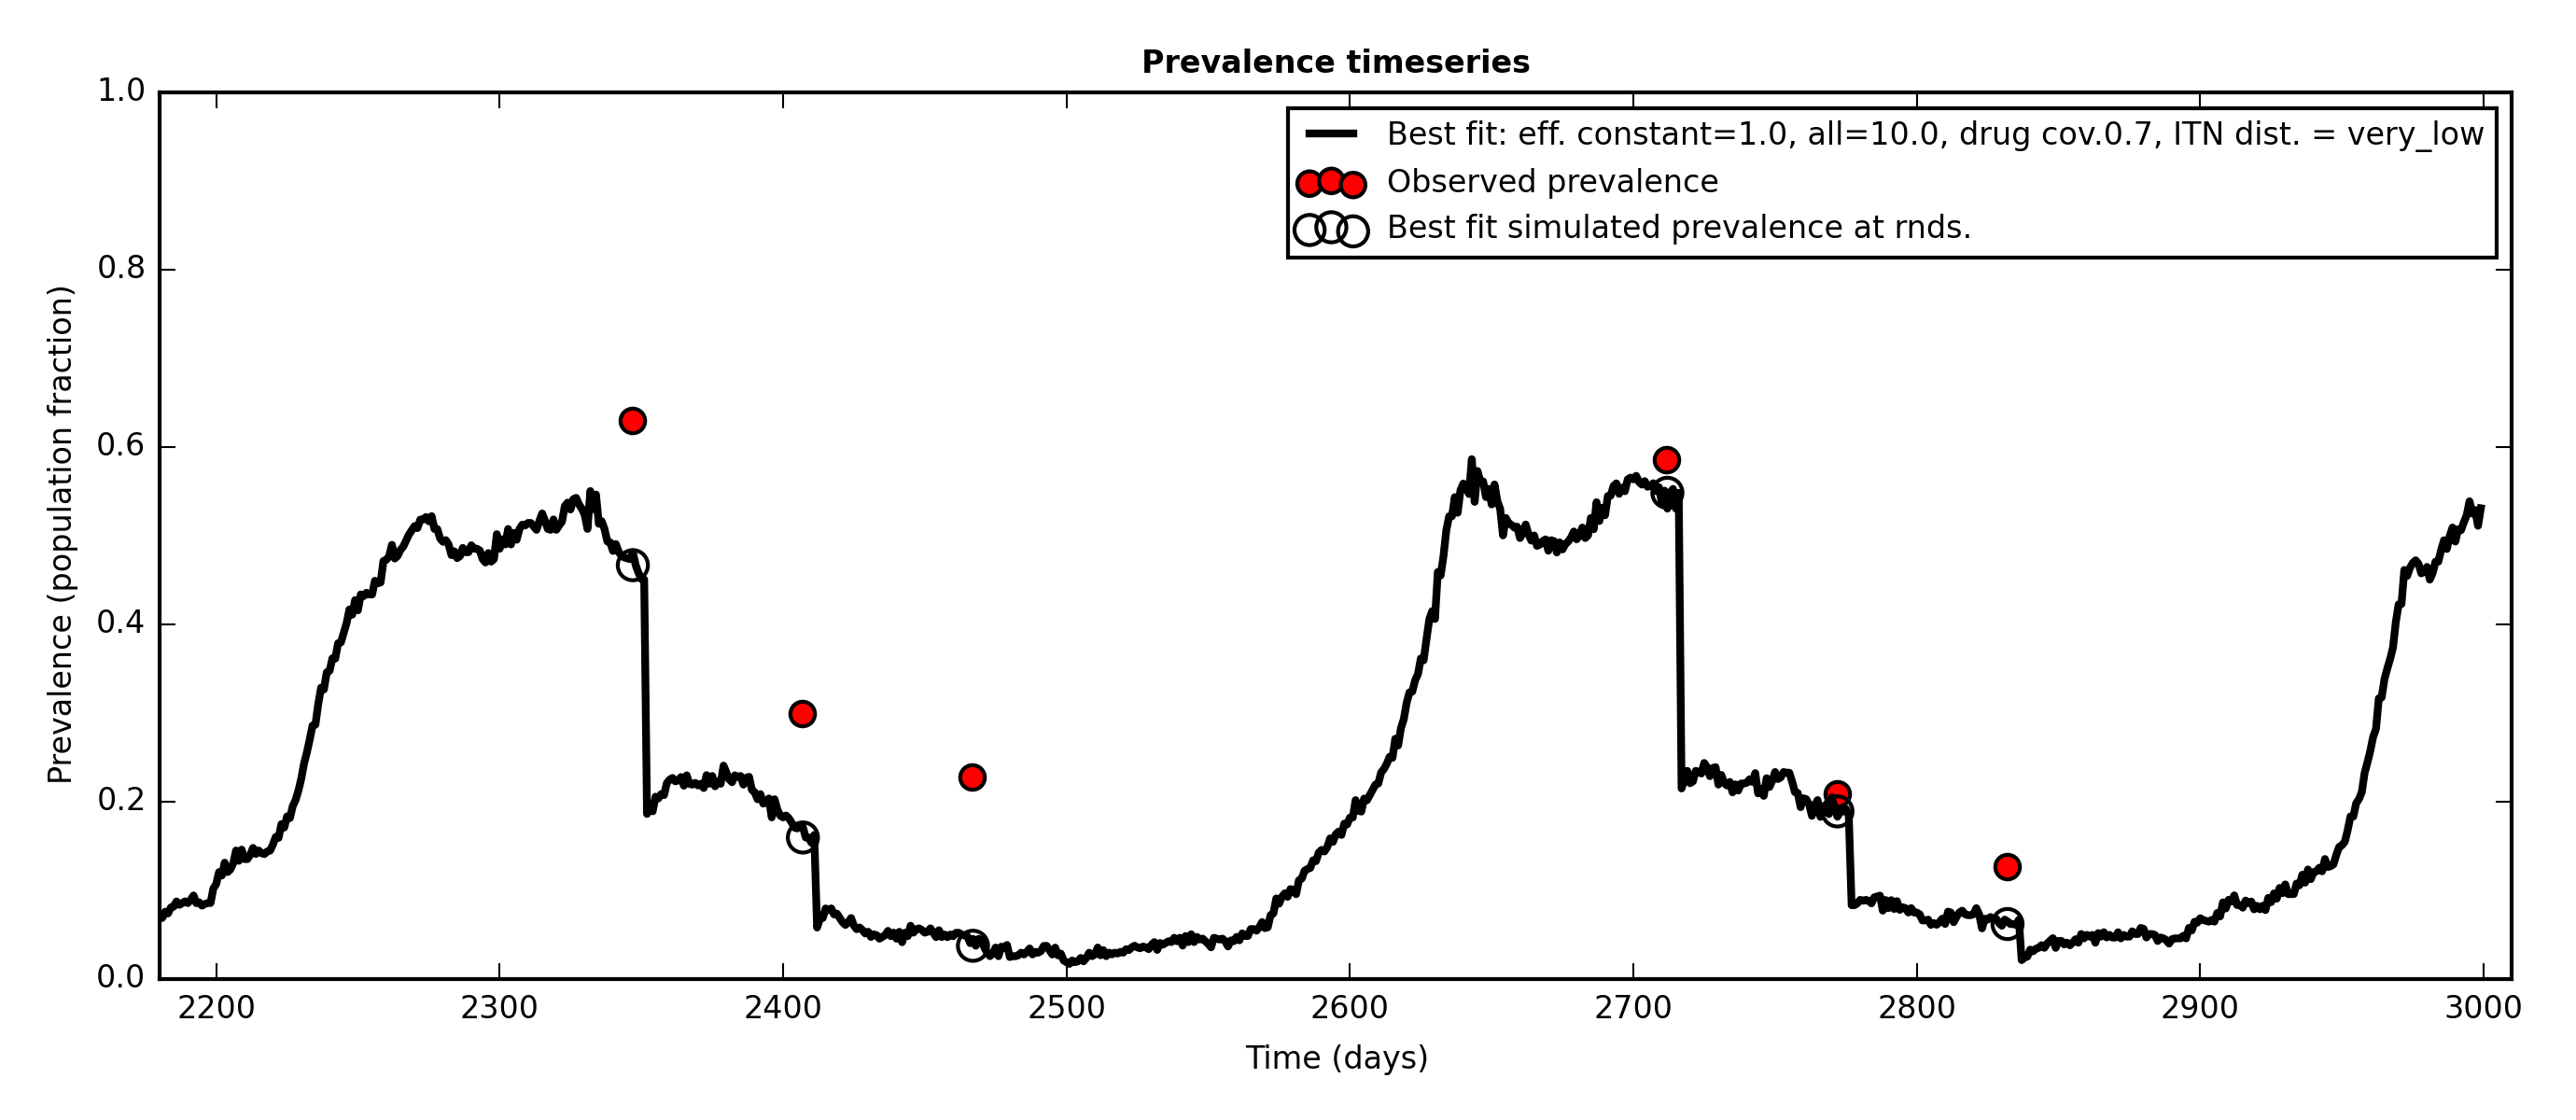 Prevalence timeseries
1.0
0.8
0.6
0.4
0.2
0.0
Prevalence (population fraction)
Best fit: eff. constant=1.0, all=10.0, drug cov.0.7, ITN dist. = very_low
Observed prevalence
Best fit simulated prevalence at rnds.
2200 2300 2400 2500 2600 2700 2800 2900 3000
Time (days)